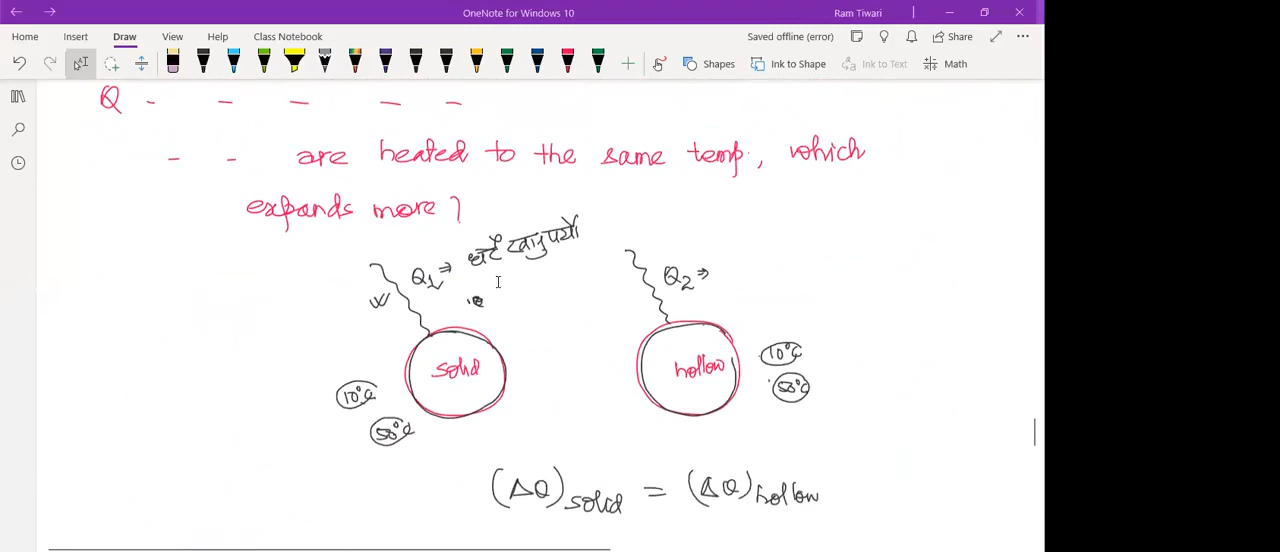 OneNote for Windows 10
Ram Tiwari
Home Insert Draw View Help Class Notebook
Saved offline (error) Share
Shapes Ink to Shape Ink to Text Math
Q - - - - -
- - are heated to the same temp., which
expands more?
Q1 ⇒
Q2 ⇒
solid
hollow
10°C
50°C
10°C
50°C
(Δθ)solid = (Δθ)hollow